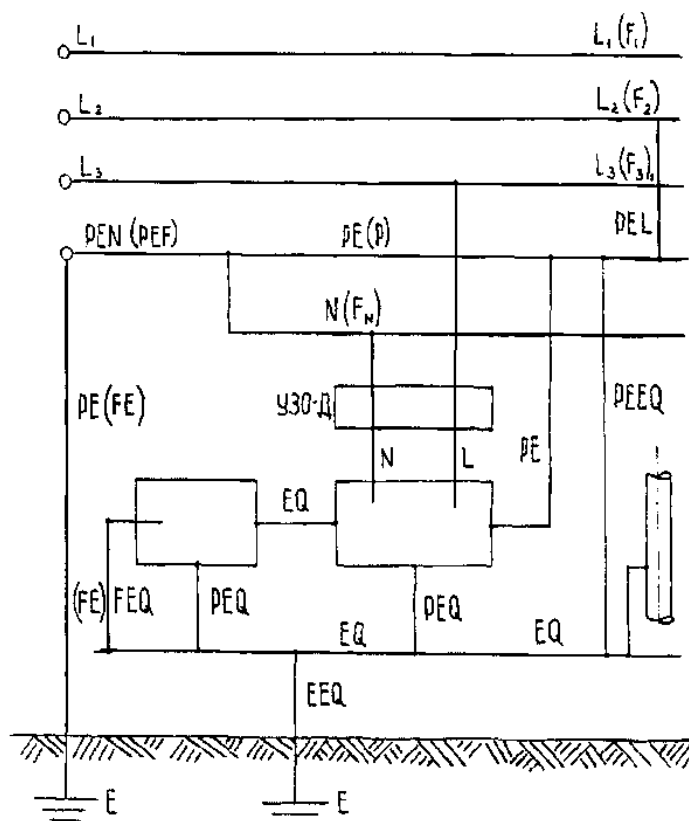 L₁ L₁(F₁)
L₂ L₂(F₂)
L₃ L₃(F₃)
PEL
PEN (PEF) PE(P)
N(Fₙ)
PE(FE) УЗО-Д PEEQ
N L PE
EQ
(FE) FEQ PEQ PEQ
EQ EQ
EEQ
E E